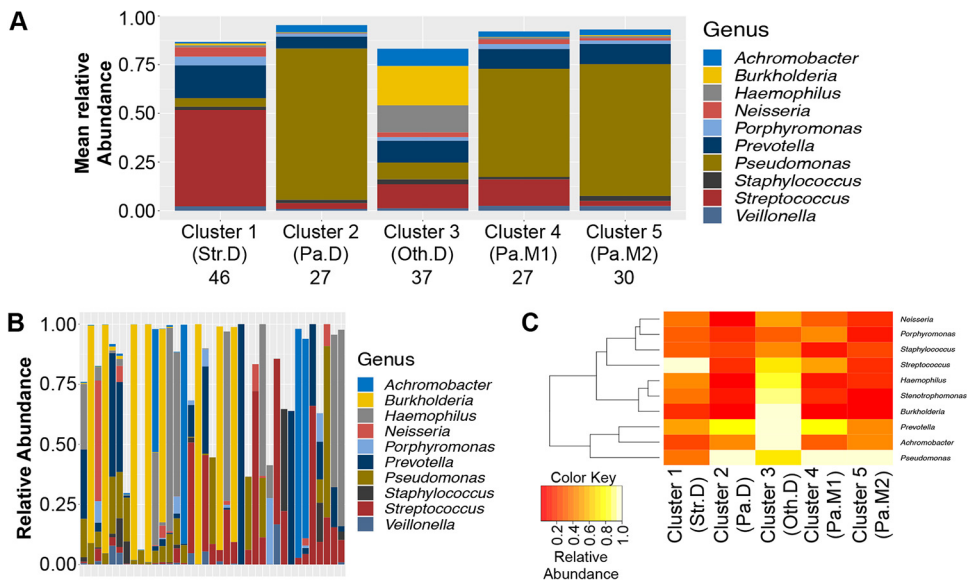 A
Mean relative
Abundance
1.00
0.75
0.50
0.25
0.00
Cluster 1
(Str.D)
46
Cluster 2
(Pa.D)
27
Cluster 3
(Oth.D)
37
Cluster 4
(Pa.M1)
27
Cluster 5
(Pa.M2)
30
Genus
Achromobacter
Burkholderia
Haemophilus
Neisseria
Porphyromonas
Prevotella
Pseudomonas
Staphylococcus
Streptococcus
Veillonella
B
Relative Abundance
1.00
0.75
0.50
0.25
0.00
Genus
Achromobacter
Burkholderia
Haemophilus
Neisseria
Porphyromonas
Prevotella
Pseudomonas
Staphylococcus
Streptococcus
Veillonella
C
Neisseria
Porphyromonas
Staphylococcus
Streptococcus
Haemophilus
Stenotrophomonas
Burkholderia
Prevotella
Achromobacter
Pseudomonas
Cluster 1
(Str.D)
Cluster 2
(Pa.D)
Cluster 3
(Oth.D)
Cluster 4
(Pa.M1)
Cluster 5
(Pa.M2)
Color Key
0.2
0.4
0.6
0.8
1.0
Relative
Abundance